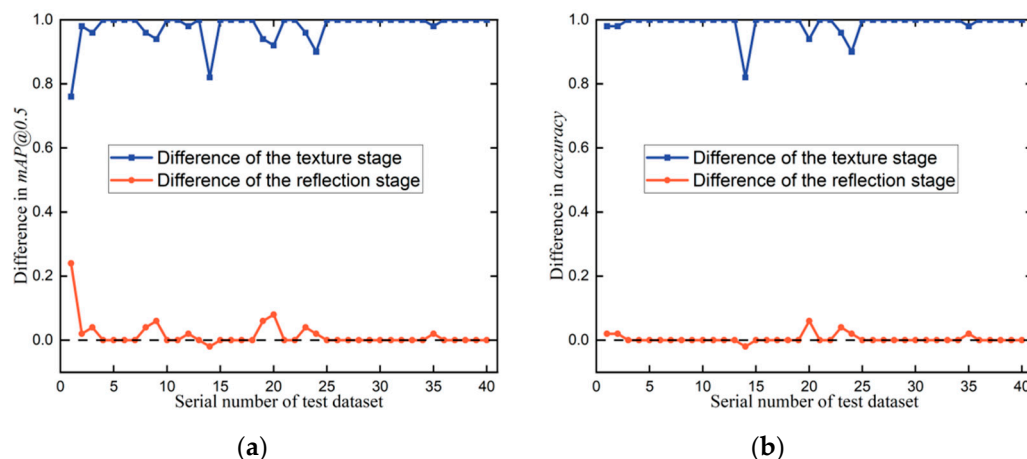 1.0
0.8
0.6
0.4
0.2
0.0
Difference in mAP@0.5
Difference of the texture stage
Difference of the reflection stage
0 5 10 15 20 25 30 35 40
Serial number of test dataset
(a)
1.0
0.8
0.6
0.4
0.2
0.0
Difference in accuracy
Difference of the texture stage
Difference of the reflection stage
0 5 10 15 20 25 30 35 40
Serial number of test dataset
(b)